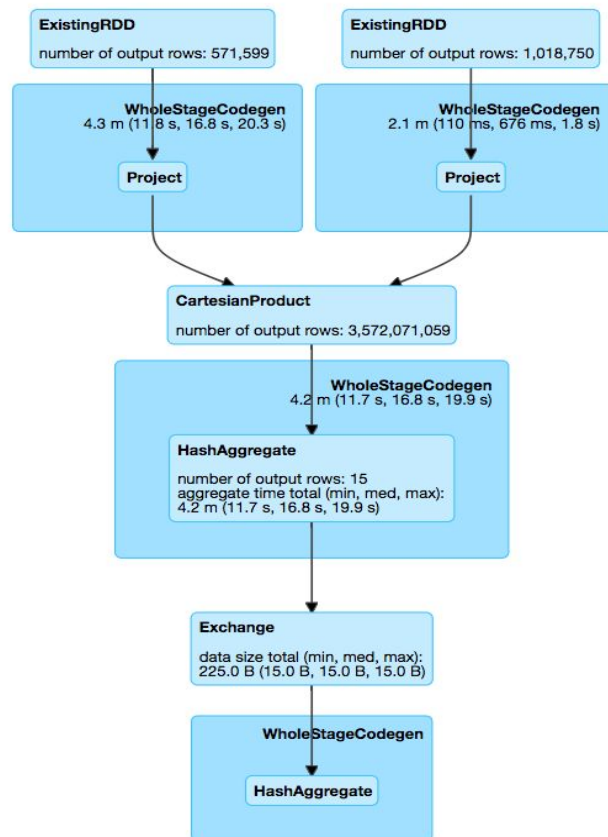 ExistingRDD
number of output rows: 571,599
ExistingRDD
number of output rows: 1,018,750
WholeStageCodegen
4.3 m (11.8 s, 16.8 s, 20.3 s)
Project
WholeStageCodegen
2.1 m (110 ms, 676 ms, 1.8 s)
Project
CartesianProduct
number of output rows: 3,572,071,059
WholeStageCodegen
4.2 m (11.7 s, 16.8 s, 19.9 s)
HashAggregate
number of output rows: 15
aggregate time total (min, med, max):
4.2 m (11.7 s, 16.8 s, 19.9 s)
Exchange
data size total (min, med, max):
225.0 B (15.0 B, 15.0 B, 15.0 B)
WholeStageCodegen
HashAggregate